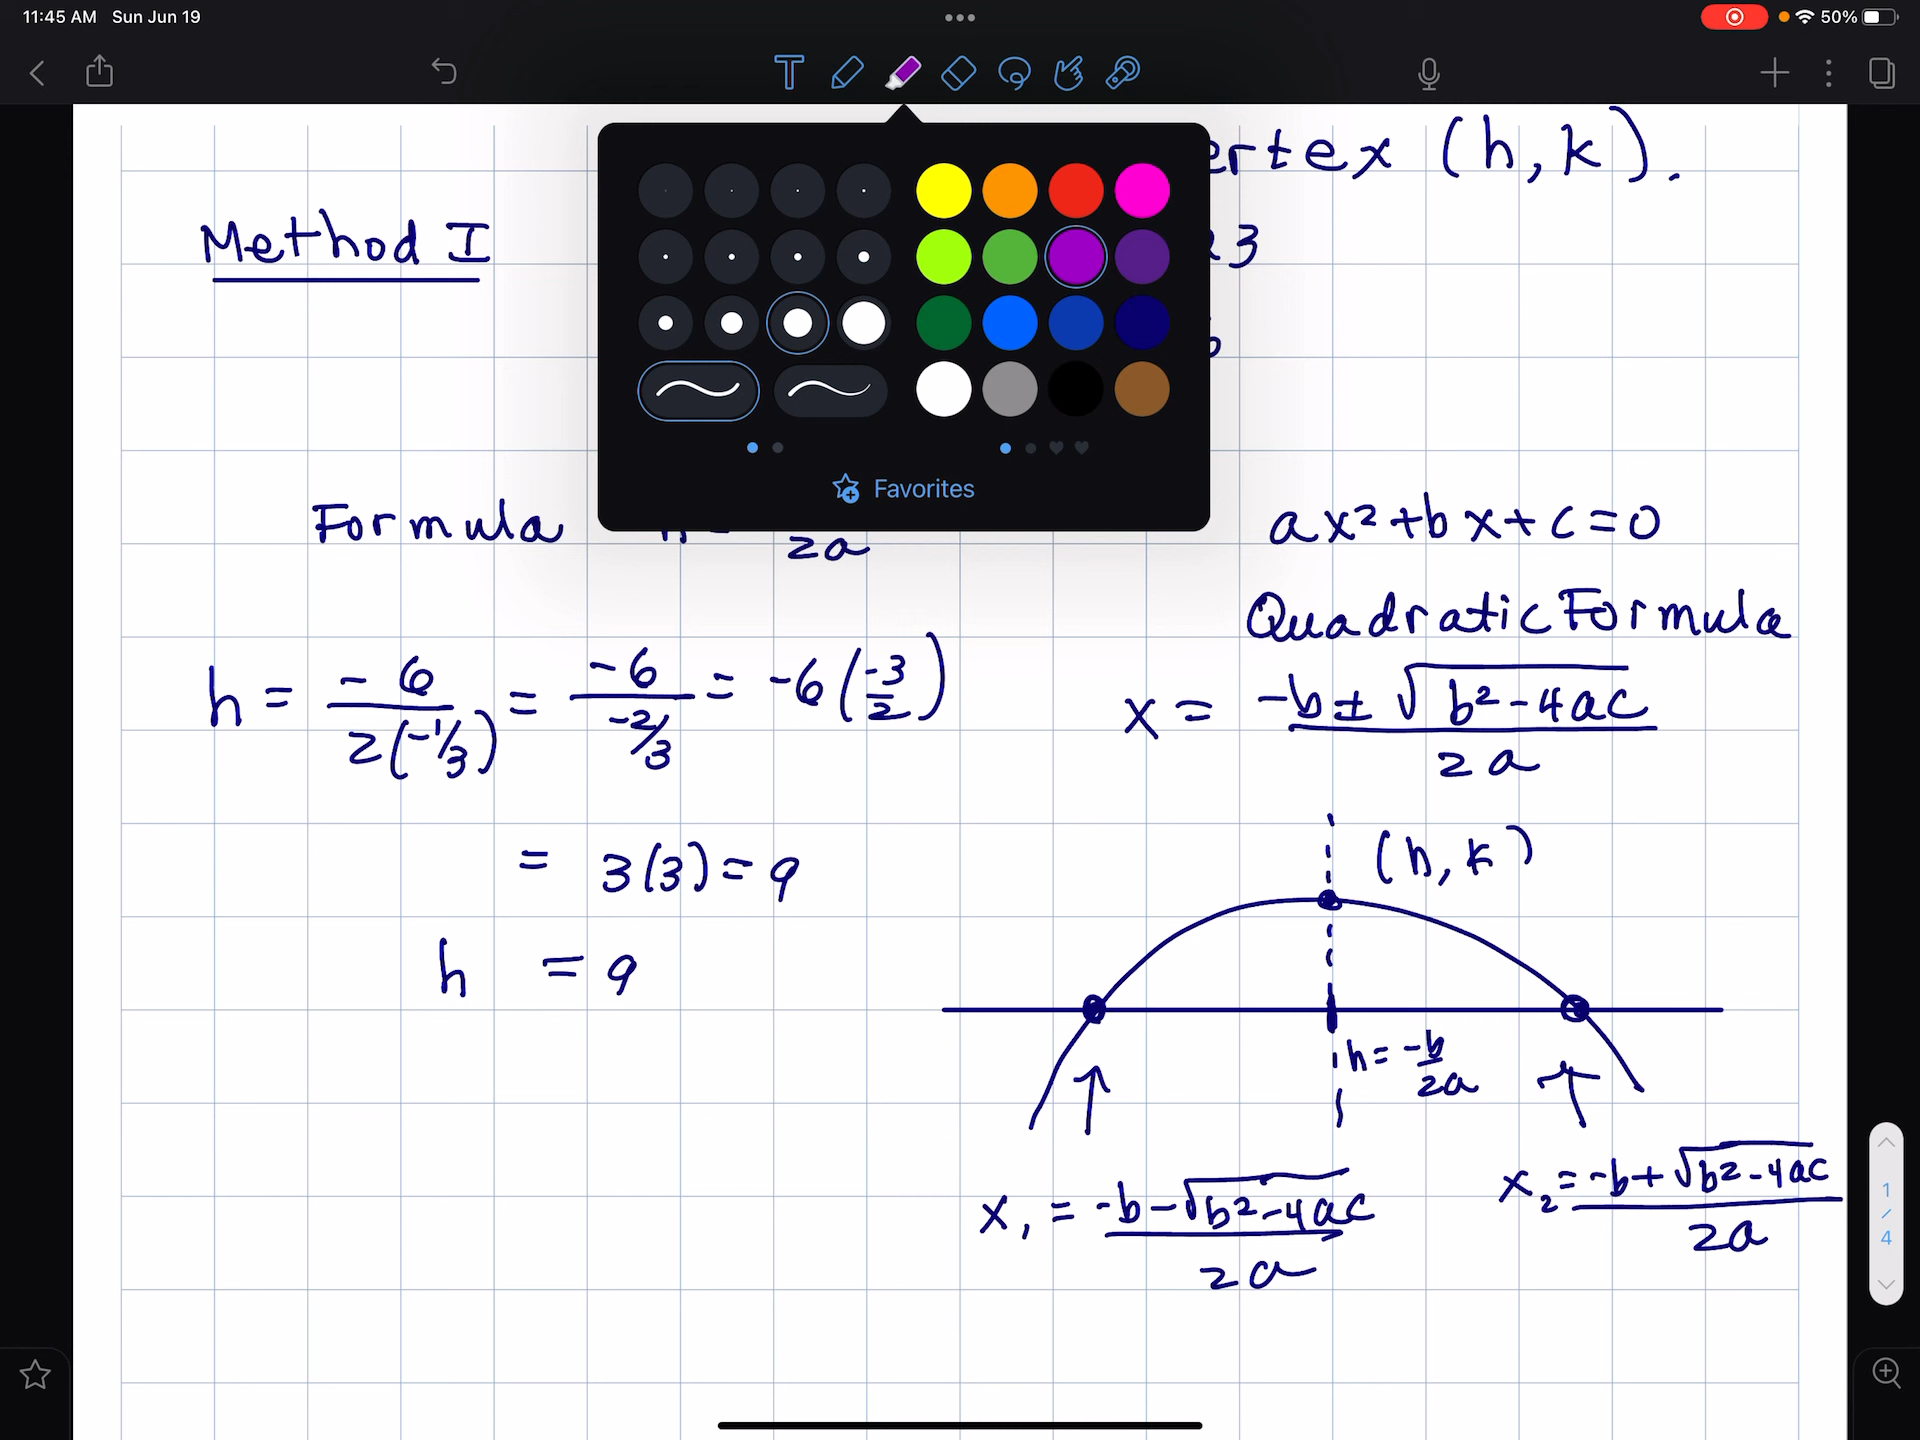 11:45 AM Sun Jun 19
50%
ertex (h, k).
Method I
3
Favorites
Formula
2a
ax²+bx+c=0
Quadratic Formula
h = -6/2(-1/3) = -6/-2/3 = -6(-3/2)
x = -b±√b²-4ac/2a
= 3(3) = 9
(h, k)
h = 9
h = -b/2a
x₁ = -b-√b²-4ac/2a
x₂ = -b+√b²-4ac/2a
1/4